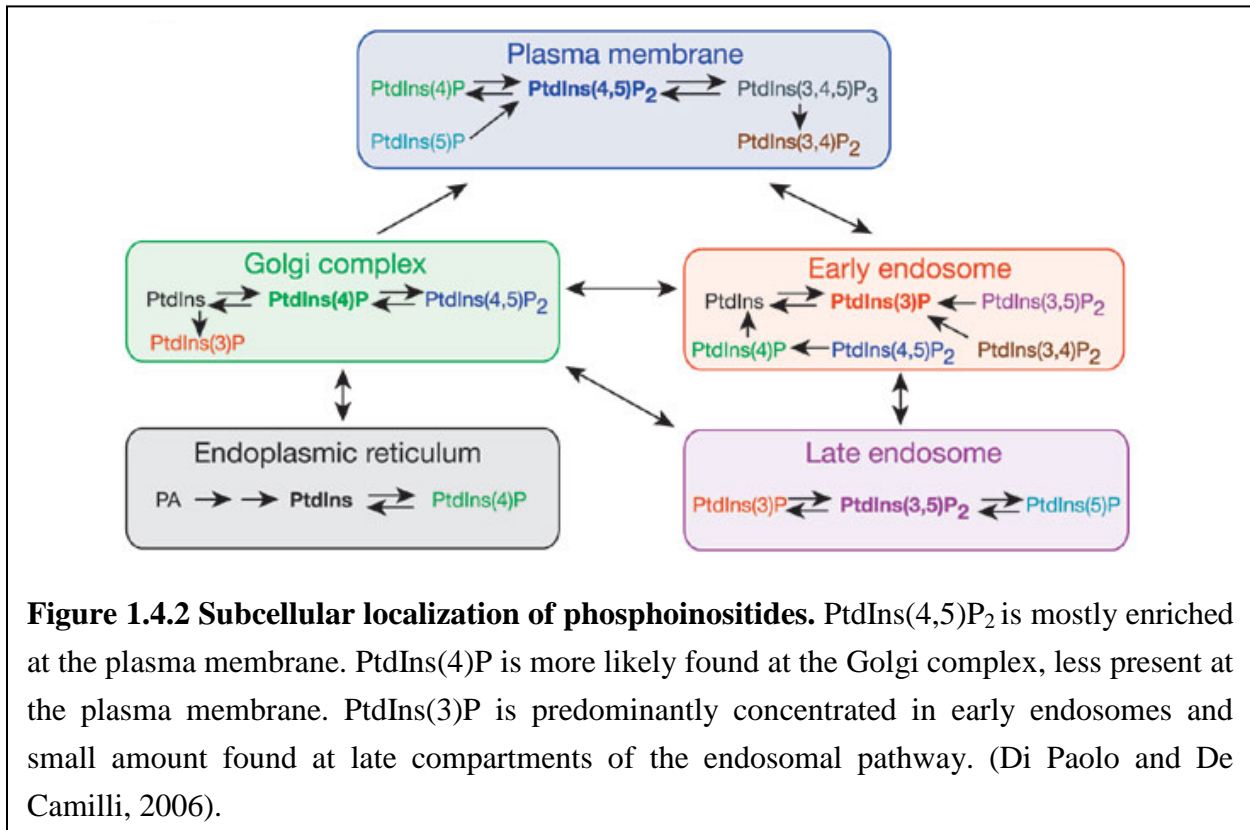 Plasma membrane
PtdIns(4)P PtdIns(4,5)P2 PtdIns(3,4,5)P3
PtdIns(5)P PtdIns(3,4)P2
Golgi complex
PtdIns PtdIns(4)P PtdIns(4,5)P2
PtdIns(3)P
Early endosome
PtdIns PtdIns(3)P PtdIns(3,5)P2
PtdIns(4)P PtdIns(4,5)P2 PtdIns(3,4)P2
Endoplasmic reticulum
PA PtdIns PtdIns(4)P
Late endosome
PtdIns(3)P PtdIns(3,5)P2 PtdIns(5)P
Figure 1.4.2 Subcellular localization of phosphoinositides. PtdIns(4,5)P2 is mostly enriched
at the plasma membrane. PtdIns(4)P is more likely found at the Golgi complex, less present at
the plasma membrane. PtdIns(3)P is predominantly concentrated in early endosomes and
small amount found at late compartments of the endosomal pathway. (Di Paolo and De
Camilli, 2006).